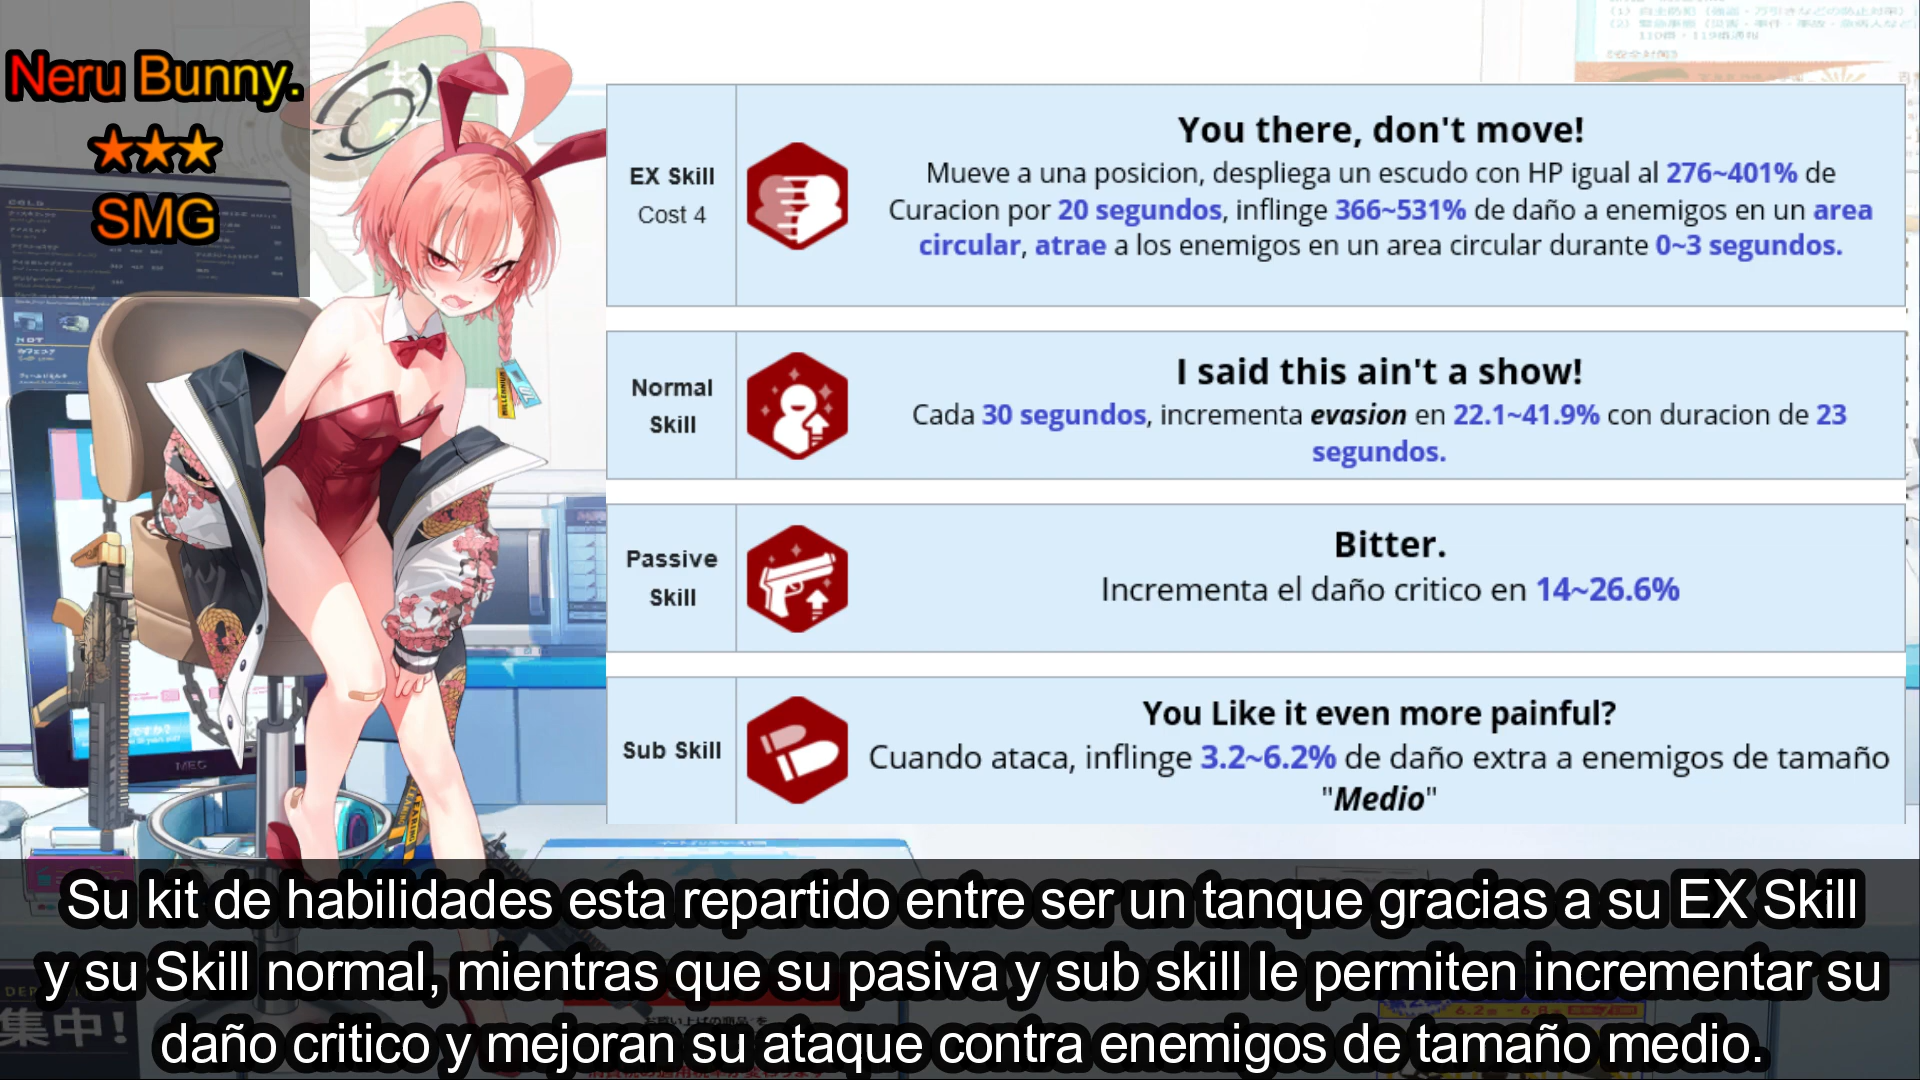 Neru Bunny.
★★★
SMG
EX Skill
Cost 4
You there, don't move!
Mueve a una posicion, despliega un escudo con HP igual al 276~401% de
Curacion por 20 segundos, inflinge 366~531% de daño a enemigos en un area
circular, atrae a los enemigos en un area circular durante 0~3 segundos.
Normal
Skill
I said this ain't a show!
Cada 30 segundos, incrementa evasion en 22.1~41.9% con duracion de 23
segundos.
Passive
Skill
Bitter.
Incrementa el daño critico en 14~26.6%
Sub Skill
You Like it even more painful?
Cuando ataca, inflinge 3.2~6.2% de daño extra a enemigos de tamaño
"Medio"
MILLENNIUM
MEC
Su kit de habilidades esta repartido entre ser un tanque gracias a su EX Skill
y su Skill normal, mientras que su pasiva y sub skill le permiten incrementar su
daño critico y mejoran su ataque contra enemigos de tamaño medio.
集中!